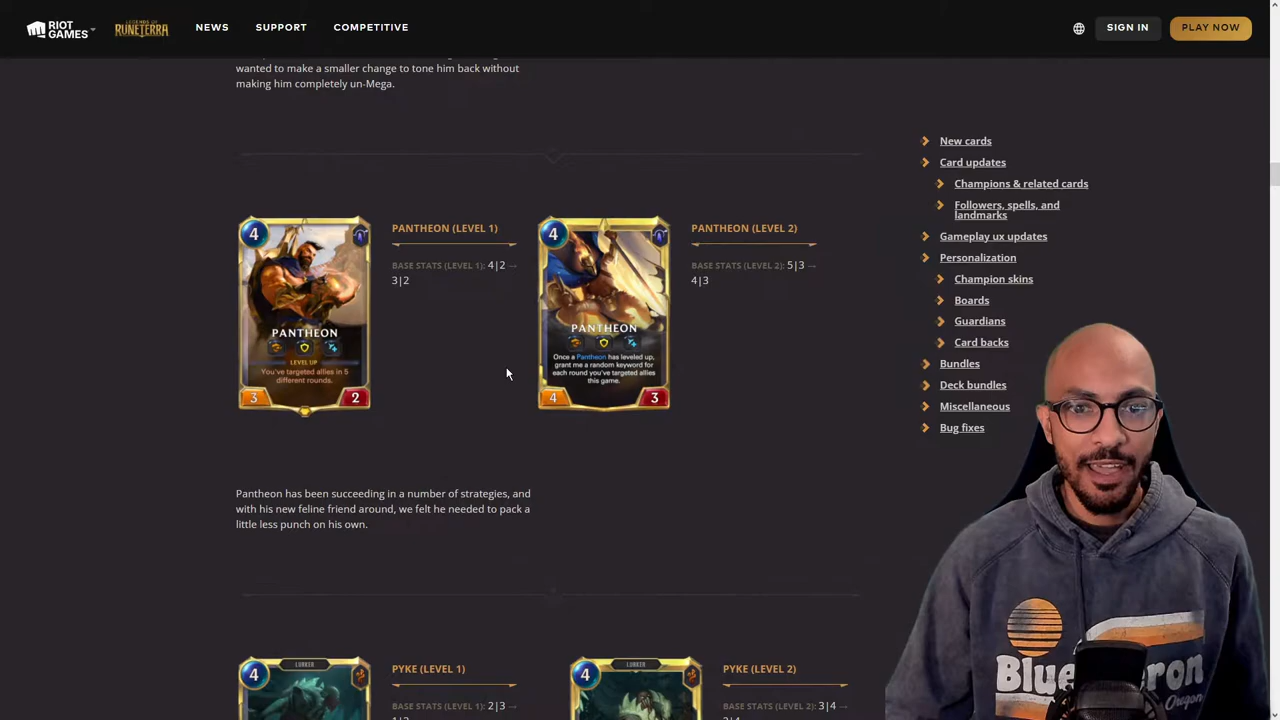 RIOT GAMES
LEGENDS OF RUNETERRA
NEWS
SUPPORT
COMPETITIVE
SIGN IN
PLAY NOW
wanted to make a smaller change to tone him back without
making him completely un-Mega.
New cards
Card updates
Champions & related cards
Followers, spells, and
landmarks
Gameplay ux updates
Personalization
Champion skins
Boards
Guardians
Card backs
Bundles
Deck bundles
Miscellaneous
Bug fixes
4
PANTHEON
LEVEL UP
You've targeted allies in 5
different rounds.
3
2
PANTHEON (LEVEL 1)
BASE STATS (LEVEL 1): 4|2 →
3|2
4
PANTHEON
Once a Pantheon has leveled up,
grant me a random keyword for
each round you've targeted allies
this game.
4
3
PANTHEON (LEVEL 2)
BASE STATS (LEVEL 2): 5|3 →
4|3
Pantheon has been succeeding in a number of strategies, and
with his new feline friend around, we felt he needed to pack a
little less punch on his own.
4
LURKER
PYKE (LEVEL 1)
BASE STATS (LEVEL 1): 2|3 →
4
LURKER
PYKE (LEVEL 2)
BASE STATS (LEVEL 2): 3|4 →
Oregon